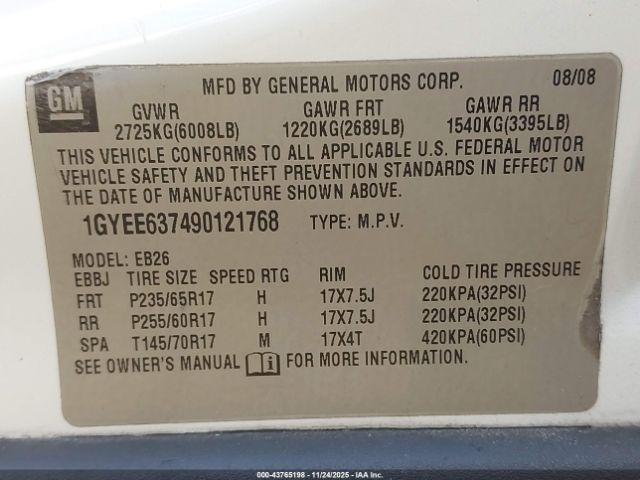 GM
MFD BY GENERAL MOTORS CORP. 08/08
GVWR GAWR FRT GAWR RR
2725KG(6008LB) 1220KG(2689LB) 1540KG(3395LB)
THIS VEHICLE CONFORMS TO ALL APPLICABLE U.S. FEDERAL MOTOR
VEHICLE SAFETY AND THEFT PREVENTION STANDARDS IN EFFECT ON
THE DATE OF MANUFACTURE SHOWN ABOVE.
1GYEE637490121768 TYPE: M.P.V.
MODEL: EB26
EBBJ TIRE SIZE SPEED RTG RIM COLD TIRE PRESSURE
FRT P235/65R17 H 17X7.5J 220KPA(32PSI)
RR P255/60R17 H 17X7.5J 220KPA(32PSI)
SPA T145/70R17 M 17X4T 420KPA(60PSI)
SEE OWNER'S MANUAL i FOR MORE INFORMATION.
000-43765198 - 11/24/2025 - IAA Inc.